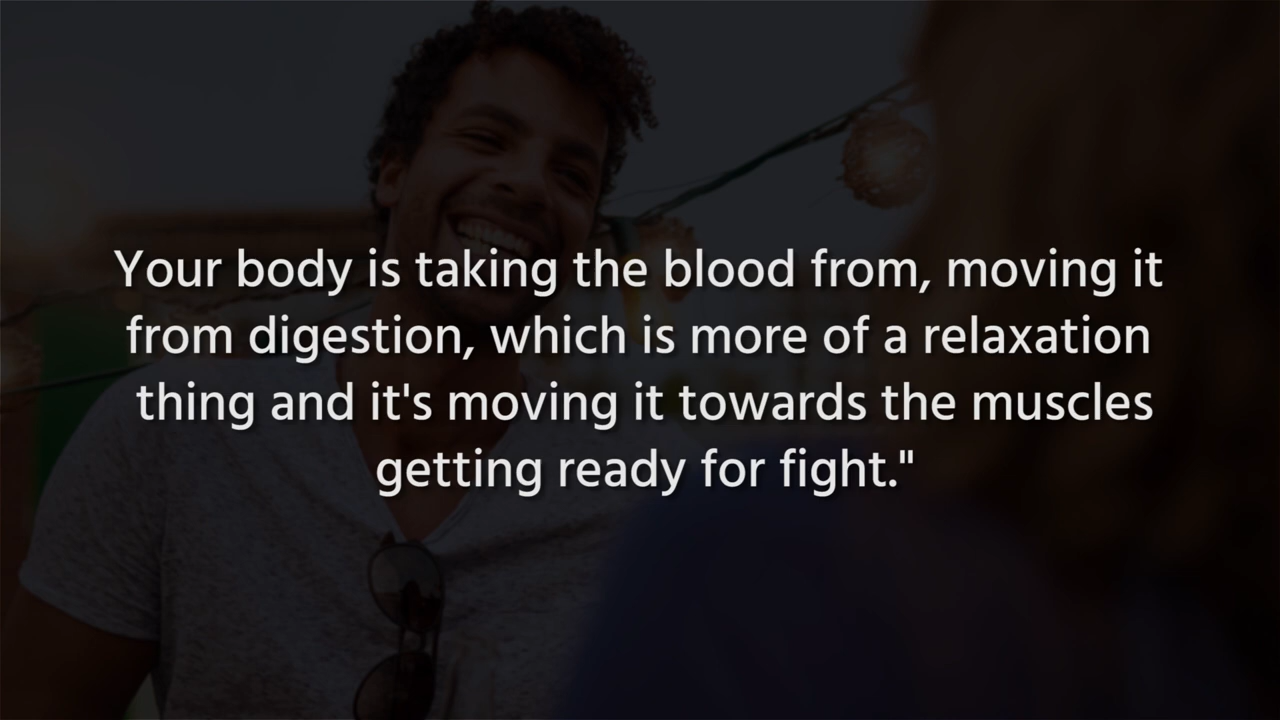 Your body is taking the blood from, moving it
from digestion, which is more of a relaxation
thing and it's moving it towards the muscles
getting ready for fight."